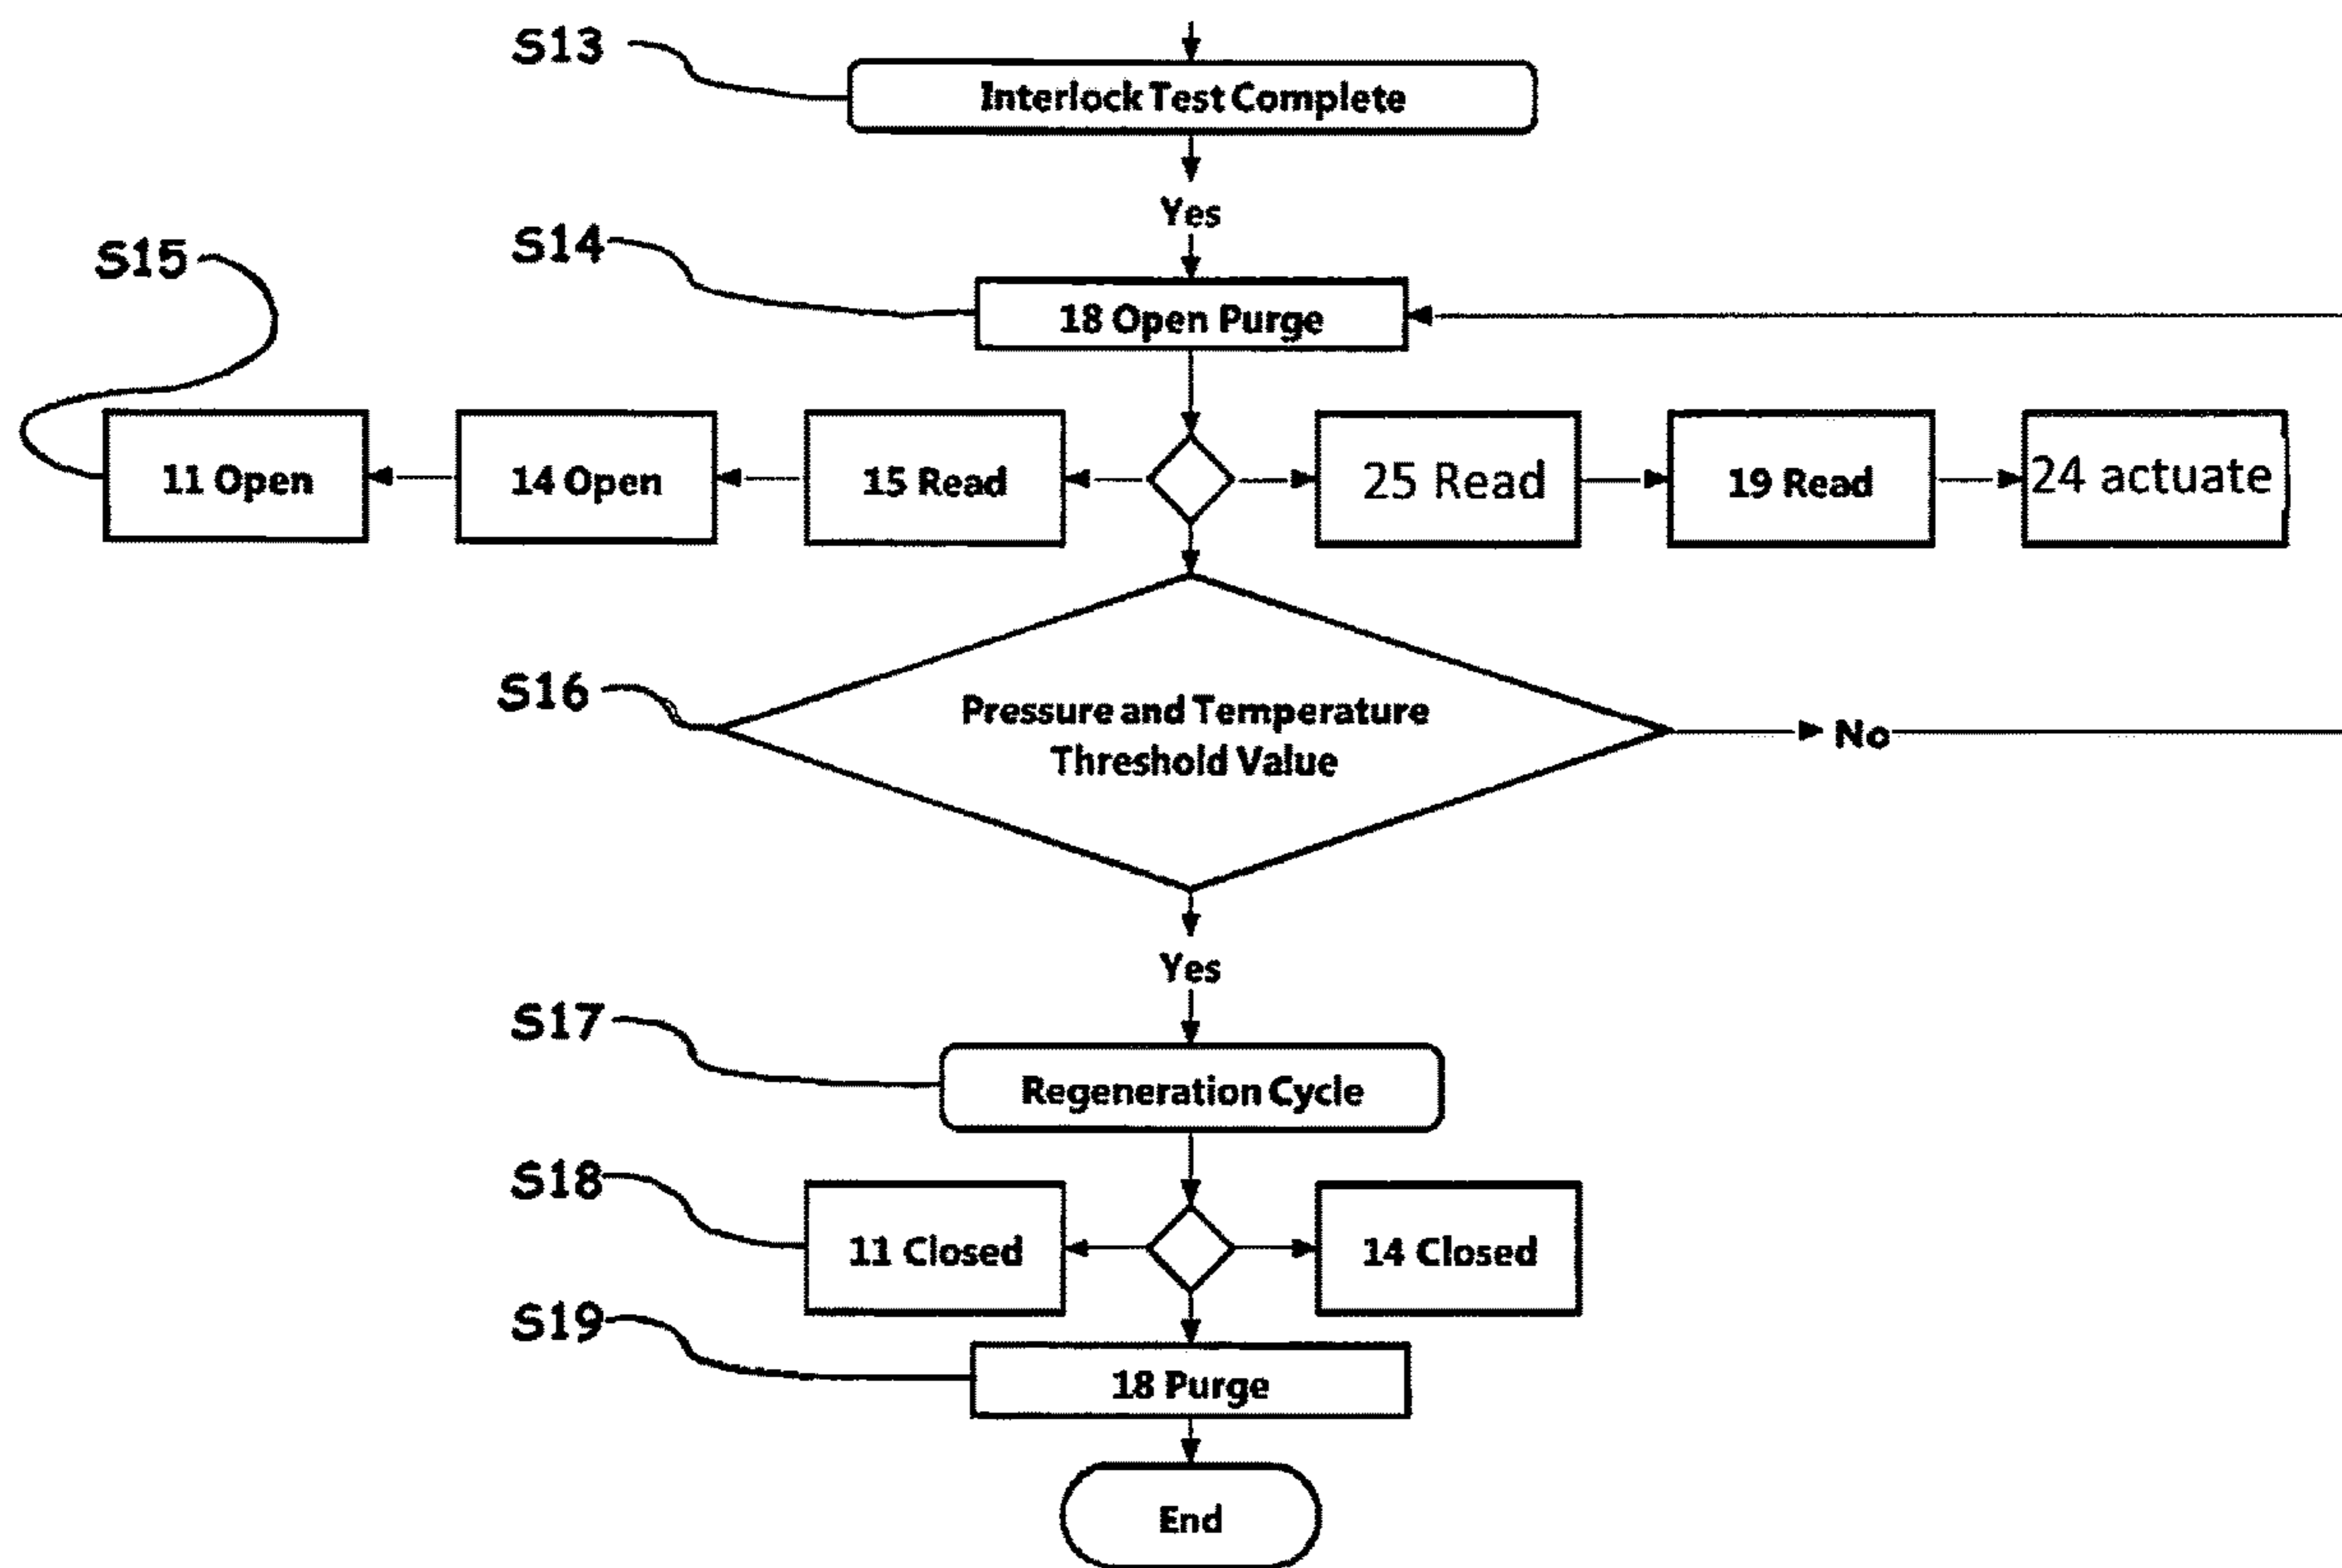 S13
Interlock Test Complete
Yes
S14
S15
18 Open Purge
11 Open
14 Open
15 Read
25 Read
19 Read
24 actuate
S16
Pressure and Temperature
Threshold Value
No
Yes
S17
Regeneration Cycle
S18
11 Closed
14 Closed
S19
18 Purge
End